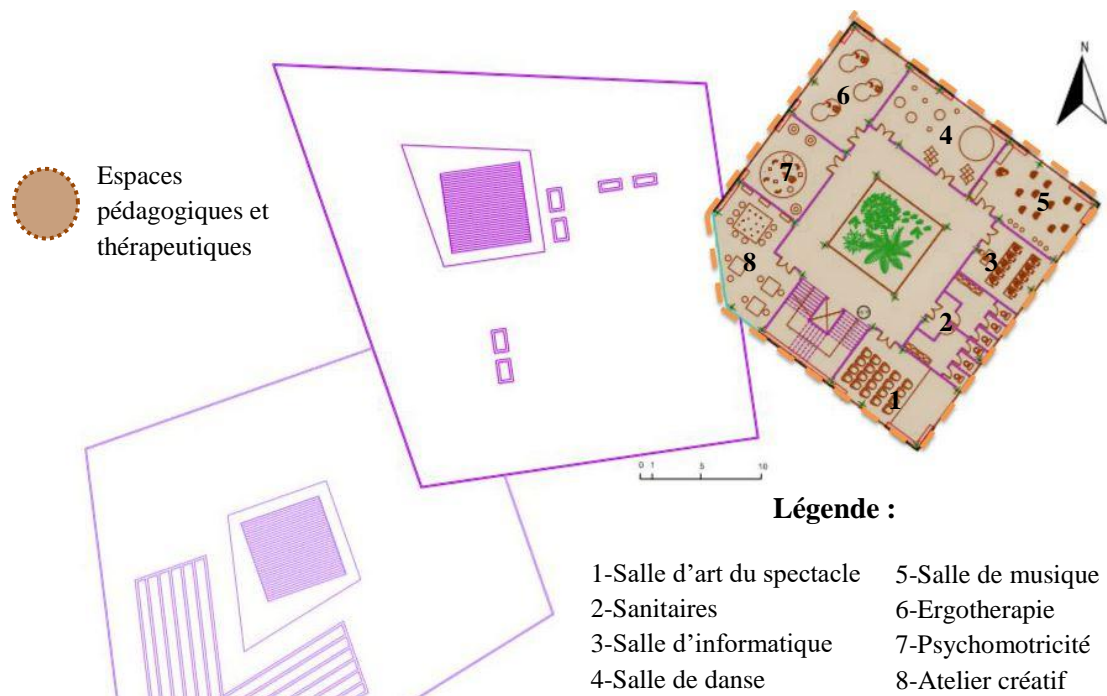 N
6
4
7
5
8
3
2
1
Espaces
pédagogiques et
thérapeutiques
0 1 5 10
Légende :
1-Salle d’art du spectacle
2-Sanitaires
3-Salle d’informatique
4-Salle de danse
5-Salle de musique
6-Ergotherapie
7-Psychomotricité
8-Atelier créatif